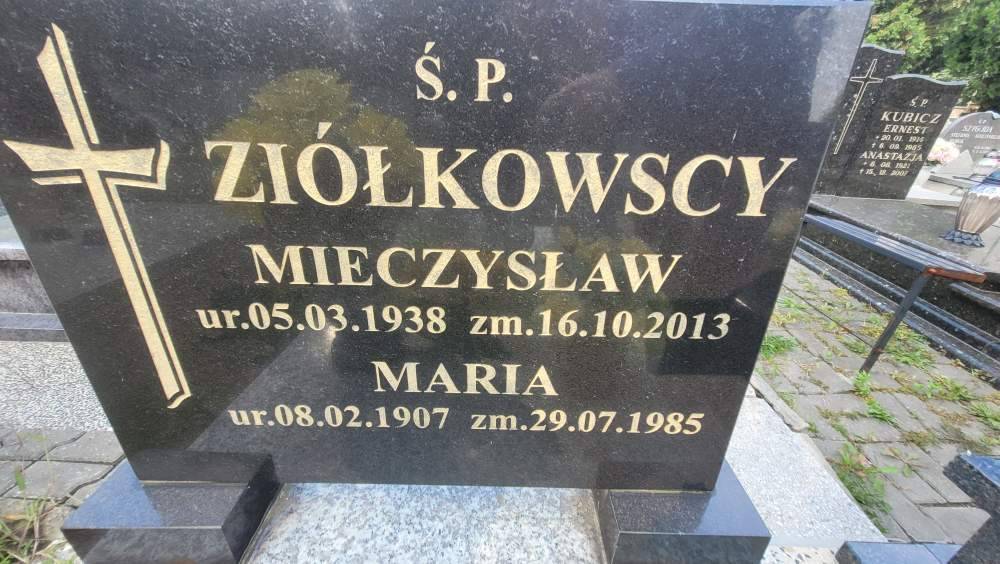 Ś. P.
ZIÓŁKOWSCY
MIECZYSŁAW
ur.05.03.1938 zm.16.10.2013
MARIA
ur.08.02.1907 zm.29.07.1985
Ś. P.
KUBICZ
ERNEST
ANASTAZJA